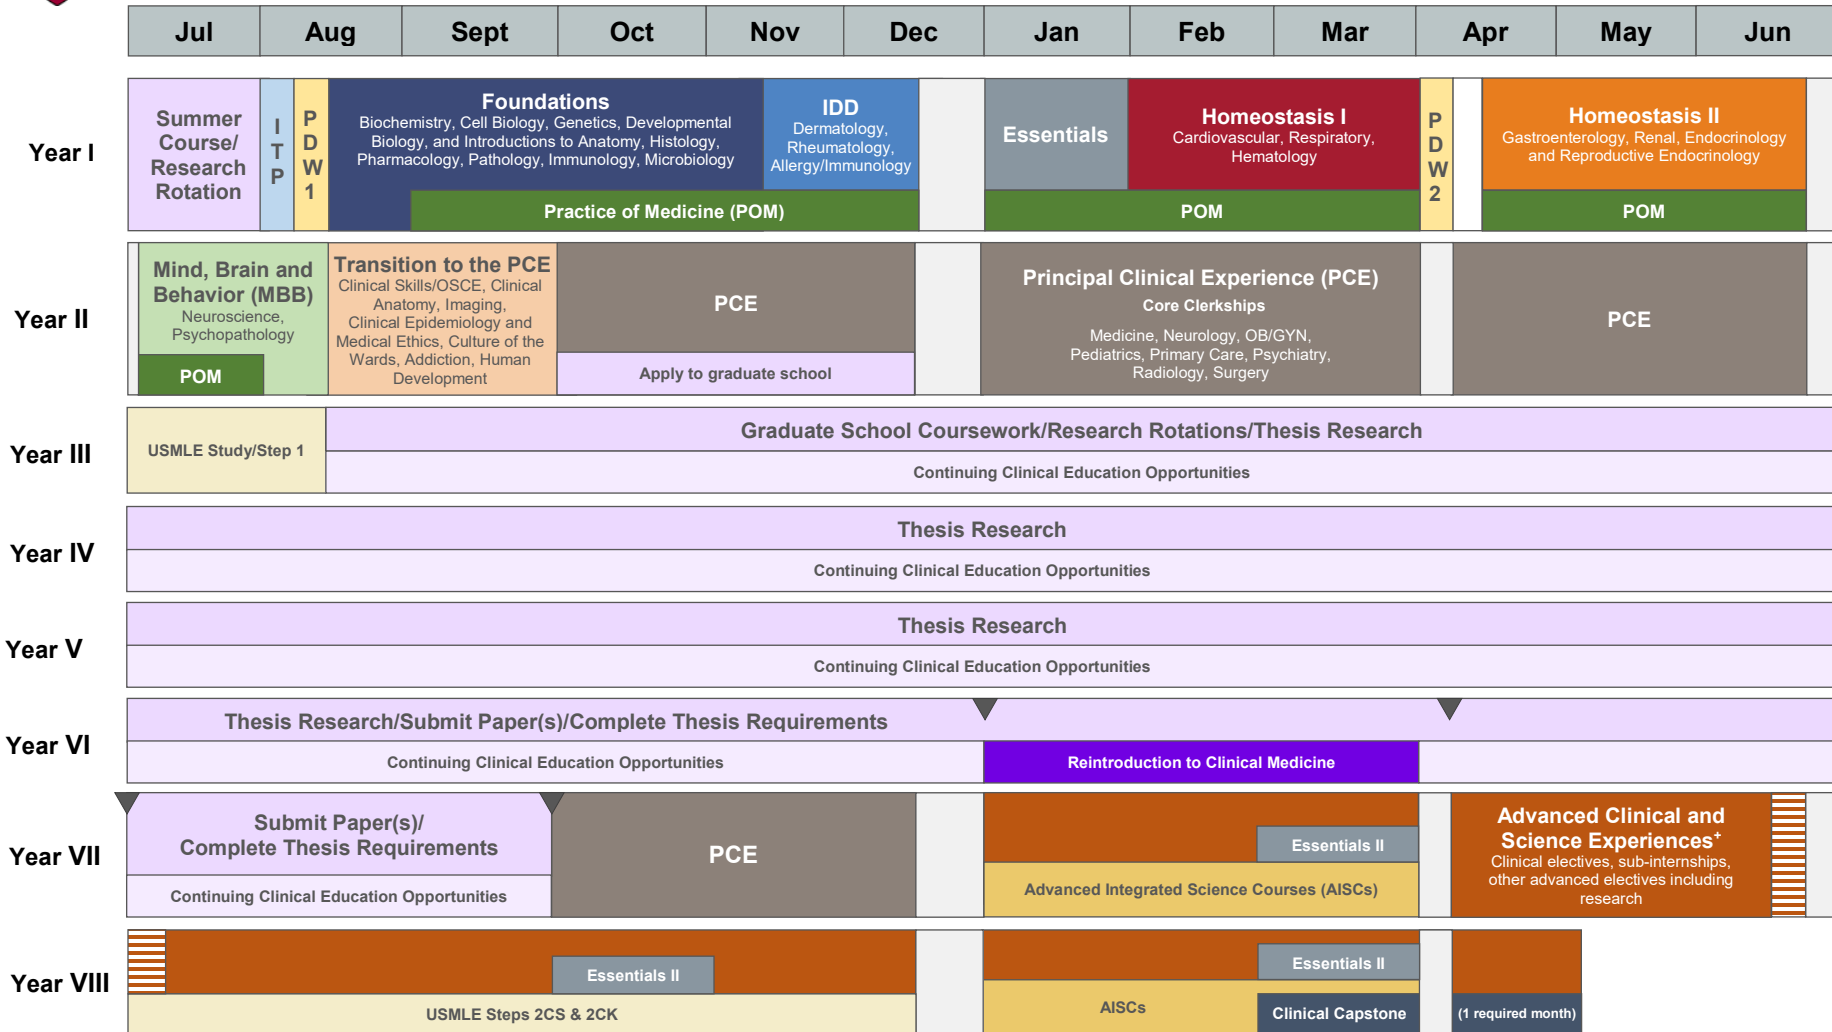 Jul Aug Sept Oct Nov Dec Jan Feb Mar Apr May Jun
Year I
Summer
Course/
Research
Rotation
I
T
P
P
D
W
1
Foundations
Biochemistry, Cell Biology, Genetics, Developmental
Biology, and Introductions to Anatomy, Histology,
Pharmacology, Pathology, Immunology, Microbiology
IDD
Dermatology,
Rheumatology,
Allergy/Immunology
Practice of Medicine (POM)
Essentials
Homeostasis I
Cardiovascular, Respiratory,
Hematology
POM
P
D
W
2
Homeostasis II
Gastroenterology, Renal, Endocrinology
and Reproductive Endocrinology
POM
Year II
Mind, Brain and
Behavior (MBB)
Neuroscience,
Psychopathology
POM
Transition to the PCE
Clinical Skills/OSCE, Clinical
Anatomy, Imaging,
Clinical Epidemiology and
Medical Ethics, Culture of the
Wards, Addiction, Human
Development
PCE
Apply to graduate school
Principal Clinical Experience (PCE)
Core Clerkships
Medicine, Neurology, OB/GYN,
Pediatrics, Primary Care, Psychiatry,
Radiology, Surgery
PCE
Year III
USMLE Study/Step 1
Graduate School Coursework/Research Rotations/Thesis Research
Continuing Clinical Education Opportunities
Year IV
Thesis Research
Continuing Clinical Education Opportunities
Year V
Thesis Research
Continuing Clinical Education Opportunities
Year VI
Thesis Research/Submit Paper(s)/Complete Thesis Requirements
Continuing Clinical Education Opportunities
Reintroduction to Clinical Medicine
Year VII
Submit Paper(s)/
Complete Thesis Requirements
Continuing Clinical Education Opportunities
PCE
Essentials II
Advanced Integrated Science Courses (AISCs)
Advanced Clinical and
Science Experiences+
Clinical electives, sub-internships,
other advanced electives including
research
Year VIII
Essentials II
USMLE Steps 2CS & 2CK
Essentials II
AISCs
Clinical Capstone
(1 required month)